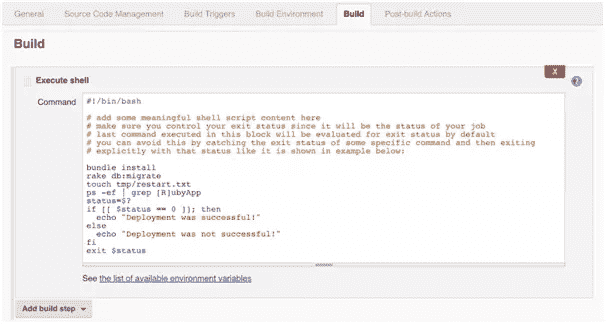 General Source Code Management Build Triggers Build Environment Build Post-build Actions
Build
Execute shell
X
?
Command
#!/bin/bash
# add some meaningful shell script content here
# make sure you control your exit status since it will be the status of your job
# last command executed in this block will be evaluated for exit status by default
# you can avoid this by catching the exit status of some specific command and then exiting
# explicitly with that status like it is shown in example below:
bundle install
rake db:migrate
touch tmp/restart.txt
ps -ef | grep [R]ubyApp
status=$?
if [[ $status == 0 ]]; then
echo "Deployment was successful!"
else
echo "Deployment was not successful!"
fi
exit $status
See the list of available environment variables
Add build step